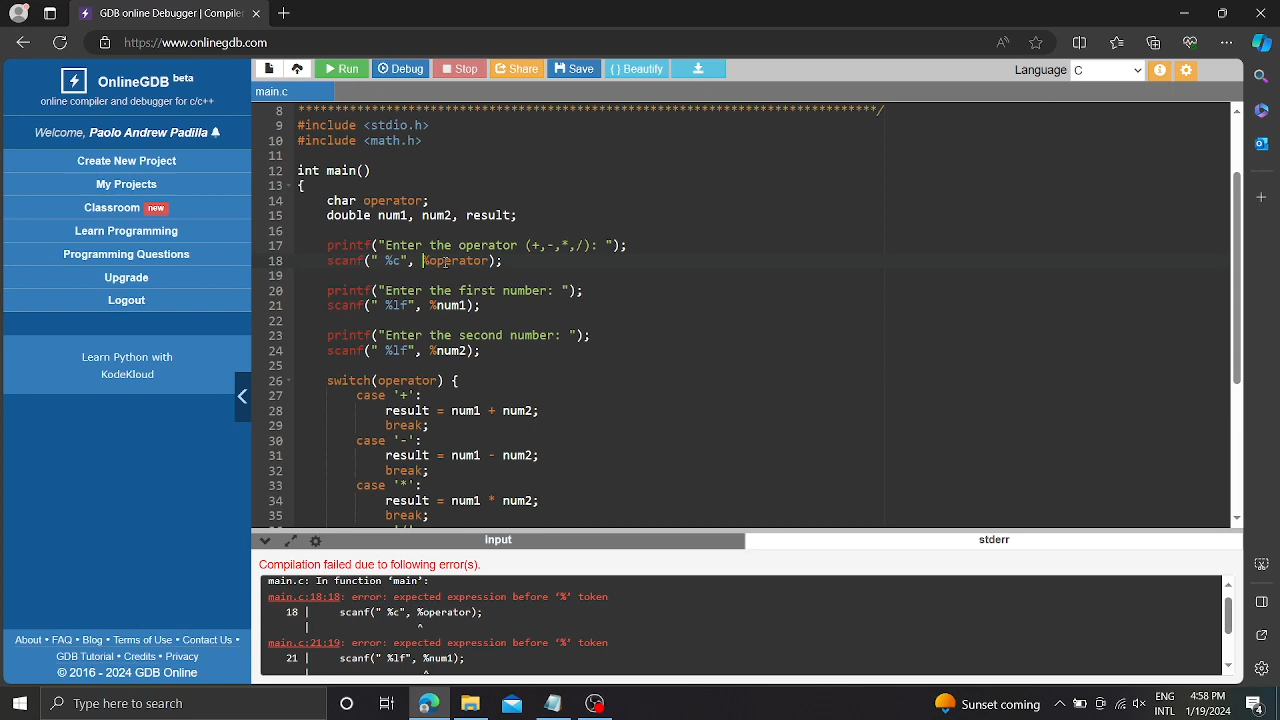 GDB online Debugger | Compiler
https://www.onlinegdb.com
OnlineGDB beta
online compiler and debugger for c/c++
Welcome, Paolo Andrew Padilla
Create New Project
My Projects
Classroom new
Learn Programming
Programming Questions
Upgrade
Logout
Learn Python with
KodeKloud
About • FAQ • Blog • Terms of Use • Contact Us •
GDB Tutorial • Credits • Privacy
© 2016 - 2024 GDB Online
Run Debug Stop Share Save { } Beautify
Language C
main.c
8 *******************************************************************************/
9 #include <stdio.h>
10 #include <math.h>
11
12 int main()
13 {
14 char operator;
15 double num1, num2, result;
16
17 printf("Enter the operator (+,-,*,/): ");
18 scanf(" %c", %operator);
19
20 printf("Enter the first number: ");
21 scanf(" %lf", %num1);
22
23 printf("Enter the second number: ");
24 scanf(" %lf", %num2);
25
26 switch(operator) {
27 case '+':
28 result = num1 + num2;
29 break;
30 case '-':
31 result = num1 - num2;
32 break;
33 case '*':
34 result = num1 * num2;
35 break;
input stderr
Compilation failed due to following error(s).
main.c: In function ‘main’:
main.c:18:18: error: expected expression before ‘%’ token
18 | scanf(" %c", %operator);
| ^
main.c:21:19: error: expected expression before ‘%’ token
21 | scanf(" %lf", %num1);
| ^
Type here to search
Sunset coming
ENG
INTL
4:58 PM
1/19/2024
4